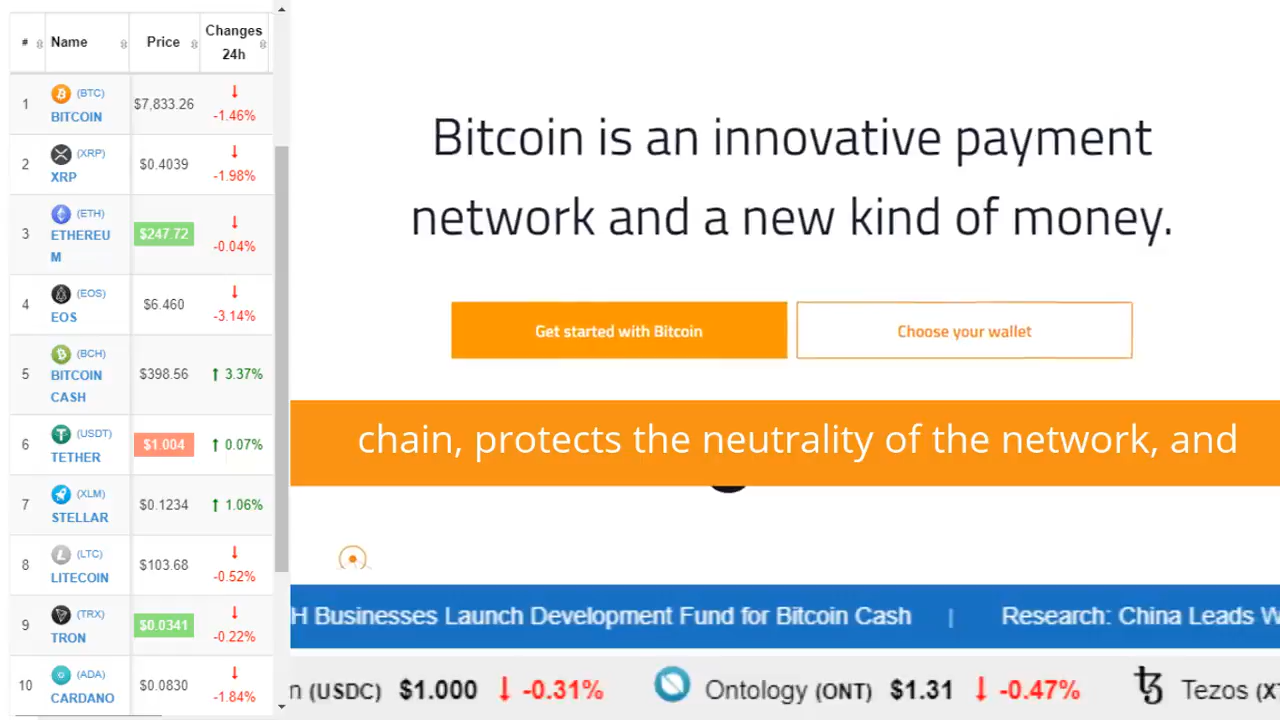 # Name Price Changes 24h
1 (BTC) BITCOIN $7,833.26 -1.46%
2 (XRP) XRP $0.4039 -1.98%
3 (ETH) ETHEREUM $247.72 -0.04%
4 (EOS) EOS $6.460 -3.14%
5 (BCH) BITCOIN CASH $398.56 3.37%
6 (USDT) TETHER $1.004 0.07%
7 (XLM) STELLAR $0.1234 1.06%
8 (LTC) LITECOIN $103.68 -0.52%
9 (TRX) TRON $0.0341 -0.22%
10 (ADA) CARDANO $0.0830 -1.84%
Bitcoin is an innovative payment
network and a new kind of money.
Get started with Bitcoin Choose your wallet
chain, protects the neutrality of the network, and
H Businesses Launch Development Fund for Bitcoin Cash | Research: China Leads W
n (USDC) $1.000 -0.31% Ontology (ONT) $1.31 -0.47% Tezos (X